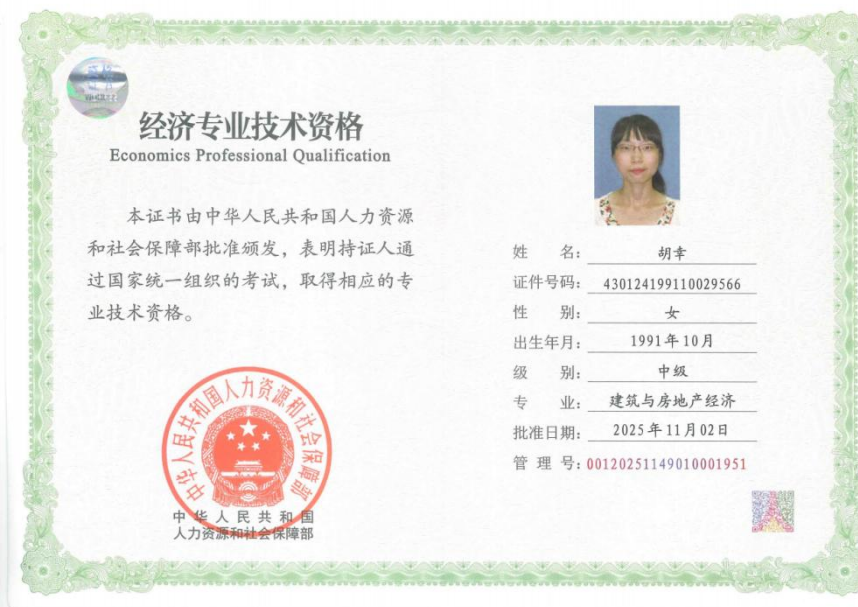 经济专业技术资格
Economics Professional Qualification
本证书由中华人民共和国人力资源
和社会保障部批准颁发，表明持证人通
过国家统一组织的考试，取得相应的专
业技术资格。
中华人民共和国人力资源和社会保障部
中华人民共和国
人力资源和社会保障部
姓名：胡幸
证件号码：430124199110029566
性别：女
出生年月：1991年10月
级别：中级
专业：建筑与房地产经济
批准日期：2025年11月02日
管理号：00120251149010001951